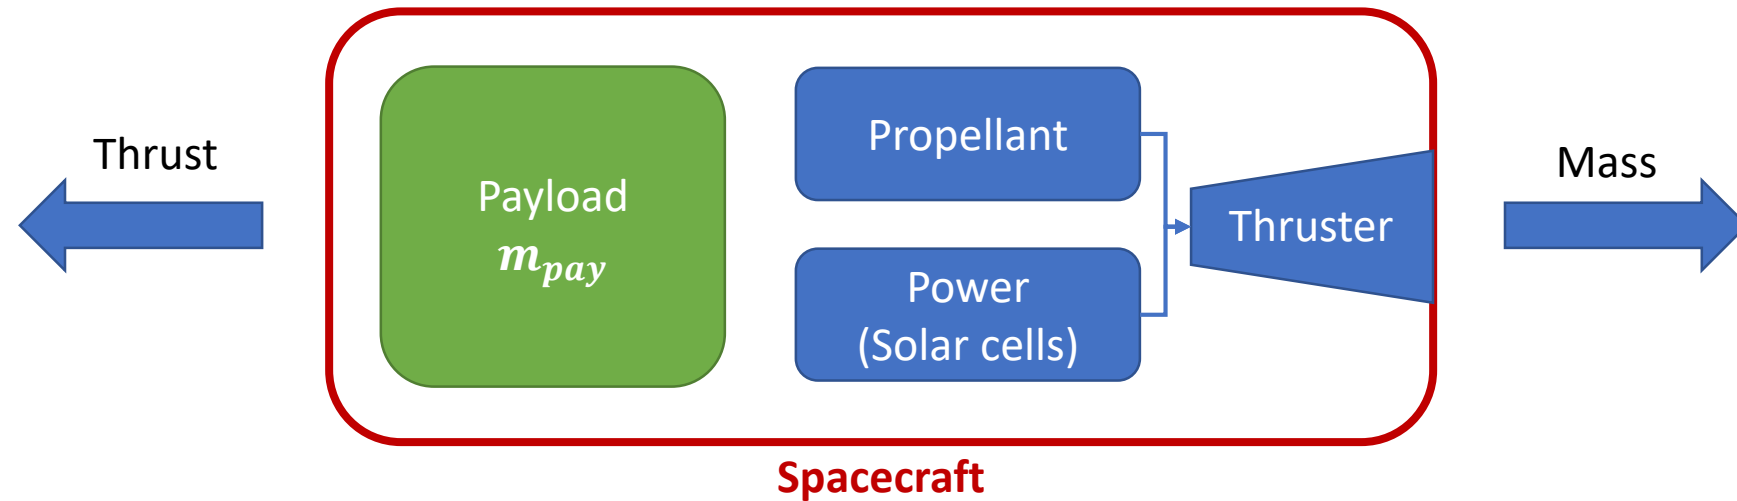 Thrust
Payload
m_pay
Propellant
Power
(Solar cells)
Thruster
Mass
Spacecraft